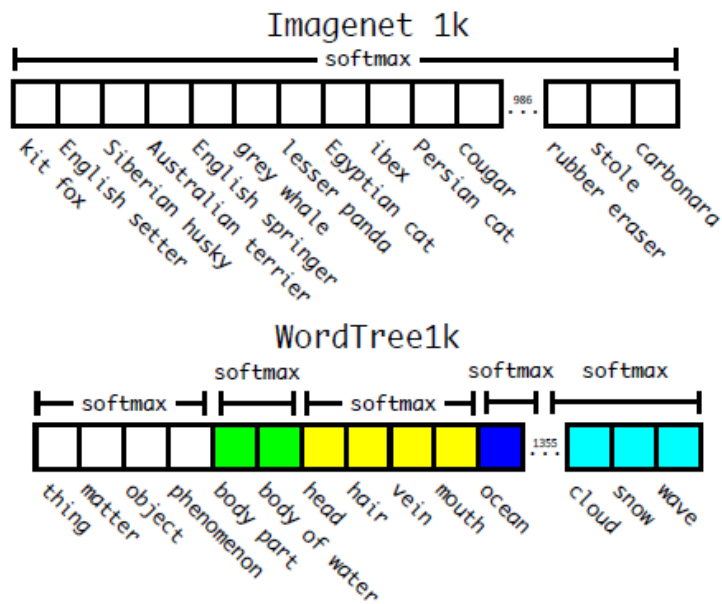 Imagenet 1k
softmax
986
...
kit fox
English setter
Siberian husky
Australian terrier
English springer
grey whale
lesser panda
Egyptian cat
ibex
Persian cat
cougar
rubber eraser
stole
carbonara
WordTree1k
softmax
softmax
softmax
softmax
softmax
1355
...
thing
matter
object
phenomenon
body part
body of water
head
hair
vein
mouth
ocean
cloud
snow
wave